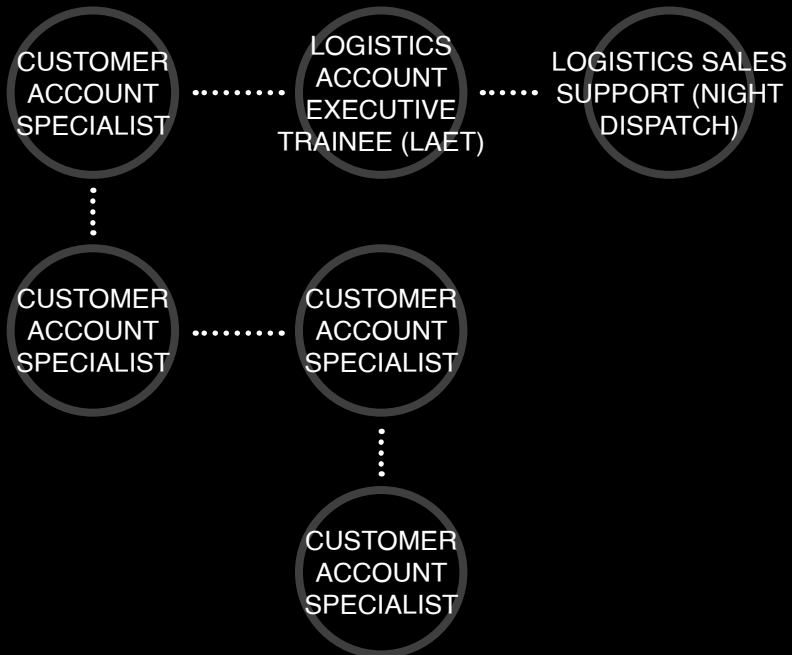 CUSTOMER
ACCOUNT
SPECIALIST
LOGISTICS
ACCOUNT
EXECUTIVE
TRAINEE (LAET)
LOGISTICS SALES
SUPPORT (NIGHT
DISPATCH)
CUSTOMER
ACCOUNT
SPECIALIST
CUSTOMER
ACCOUNT
SPECIALIST
CUSTOMER
ACCOUNT
SPECIALIST